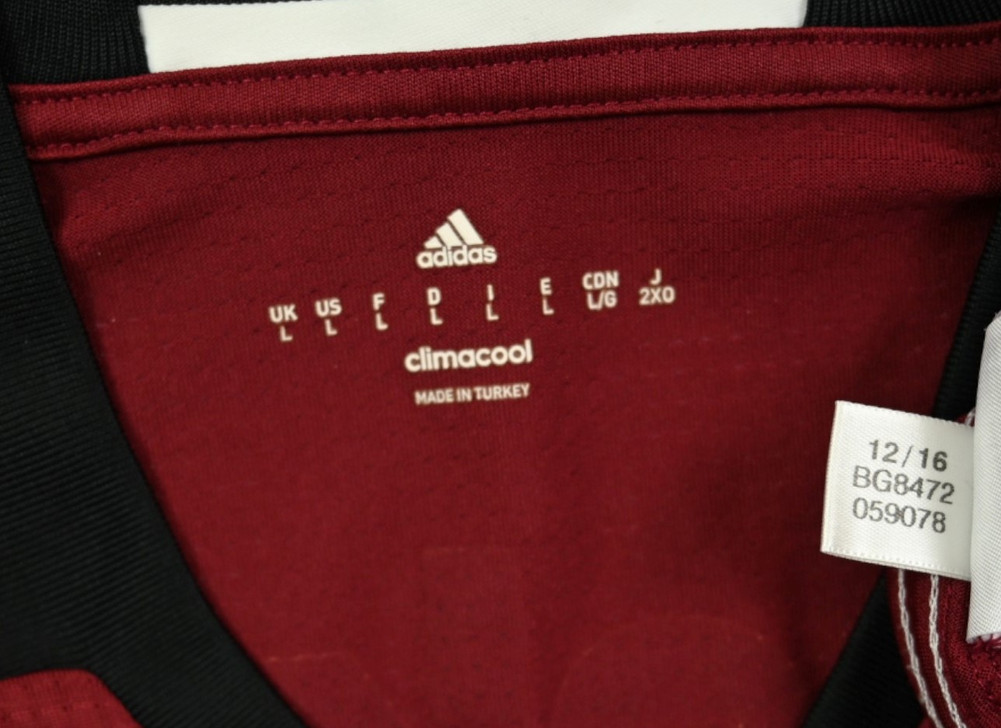 adidas
UK US F D I E CDN J
L L L L L L L/G 2XO
climacool
MADE IN TURKEY
12/16
BG8472
059078